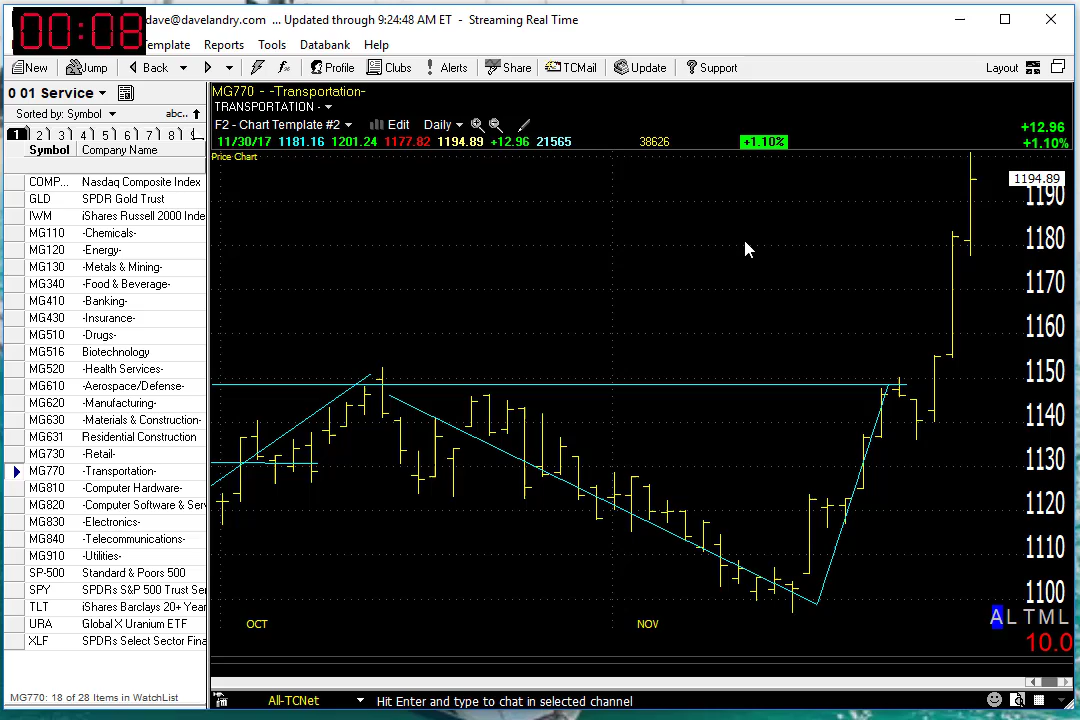 00:08
dave@davelandry.com ... Updated through 9:24:48 AM ET - Streaming Real Time
emplate Reports Tools Databank Help
New Jump Back Profile Clubs Alerts Share TCMail Update Support Layout
0 01 Service
Sorted by: Symbol abc..
1 2 3 4 5 6 7 8
Symbol Company Name
COMP... Nasdaq Composite Index
GLD SPDR Gold Trust
IWM iShares Russell 2000 Inde
MG110 -Chemicals-
MG120 -Energy-
MG130 -Metals & Mining-
MG340 -Food & Beverage-
MG410 -Banking-
MG430 -Insurance-
MG510 -Drugs-
MG516 Biotechnology
MG520 -Health Services-
MG610 -Aerospace/Defense-
MG620 -Manufacturing-
MG630 -Materials & Construction-
MG631 Residential Construction
MG730 -Retail-
MG770 -Transportation-
MG810 -Computer Hardware-
MG820 -Computer Software & Serv
MG830 -Electronics-
MG840 -Telecommunications-
MG910 -Utilities-
SP-500 Standard & Poors 500
SPY SPDRs S&P 500 Trust Ser
TLT iShares Barclays 20+ Year
URA Global X Uranium ETF
XLF SPDRs Select Sector Fina
MG770: 18 of 28 Items in WatchList
MG770 - -Transportation-
TRANSPORTATION -
F2 - Chart Template #2 Edit Daily
11/30/17 1181.16 1201.24 1177.82 1194.89 +12.96 21565 38626 +1.10%
+12.96
+1.10%
Price Chart
1194.89
1190
1180
1170
1160
1150
1140
1130
1120
1110
1100
OCT NOV
A L T M L
10.0
All-TCNet Hit Enter and type to chat in selected channel